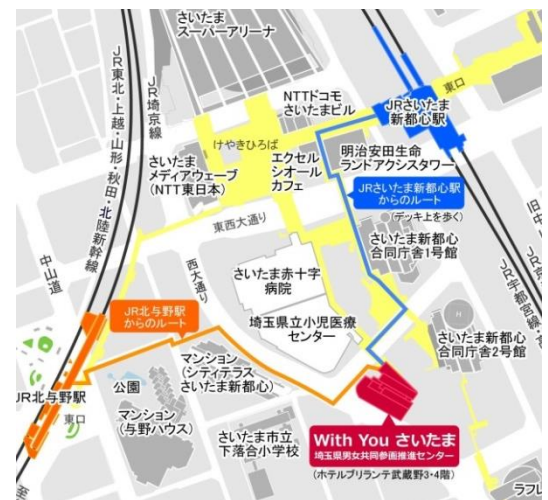 さいたま
スーパーアリーナ
JR東北・上越・山形・秋田・北陸新幹線
JR埼京線
NTTドコモ
さいたまビル
東口
JRさいたま
新都心駅
けやきひろば
さいたま
メディアウェーブ
(NTT東日本)
エクセル
シオール
カフェ
明治安田生命
ランドアクシスタワー
JRさいたま新都心駅
からのルート
(デッキ上を歩く)
東西大通り
中山道
西大通り
さいたま赤十字
病院
さいたま新都心
合同庁舎1号館
旧中
JR宇都宮線・
JR北与野駅
からのルート
埼玉県立小児医療
センター
H
さいたま新都心
合同庁舎2号館
マンション
(シティテラス
さいたま新都心)
JR北与野駅
公園
東口
マンション
(与野ハウス)
さいたま市立
下落合小学校
With You さいたま
埼玉県男女共同参画推進センター
(ホテルブリランテ武蔵野3・4階)
ラフレ